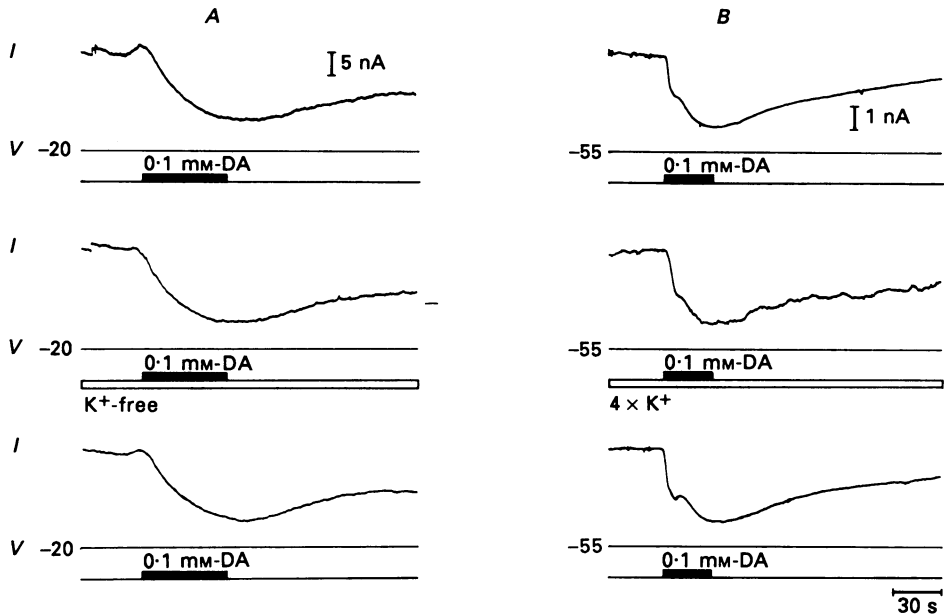 A
B
I
5 nA
1 nA
V –20
–55
0·1 mM-DA
0·1 mM-DA
I
V –20
–55
0·1 mM-DA
0·1 mM-DA
K⁺-free
4 × K⁺
I
V –20
–55
0·1 mM-DA
0·1 mM-DA
30 s